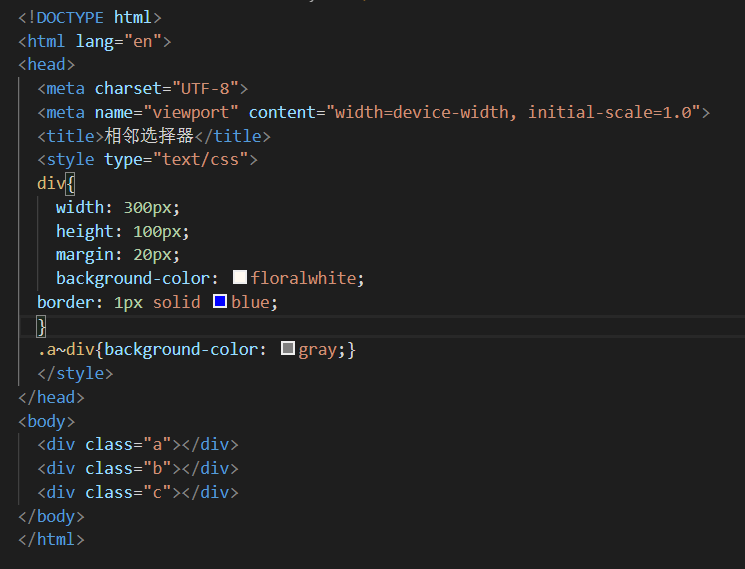 <!DOCTYPE html>
<html lang="en">
<head>
  <meta charset="UTF-8">
  <meta name="viewport" content="width=device-width, initial-scale=1.0">
  <title>相邻选择器</title>
  <style type="text/css">
  div{
    width: 300px;
    height: 100px;
    margin: 20px;
    background-color: floralwhite;
  border: 1px solid blue;
  }
  .a~div{background-color: gray;}
  </style>
</head>
<body>
  <div class="a"></div>
  <div class="b"></div>
  <div class="c"></div>
</body>
</html>